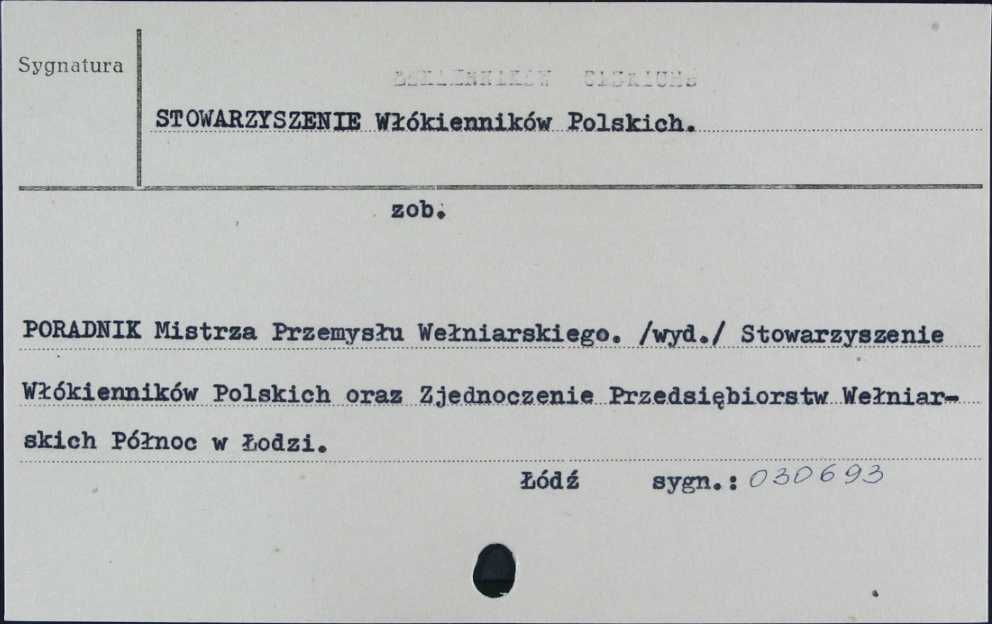 Sygnatura
STOWARZYSZENIE Włókienników Polskich.
zob.
PORADNIK Mistrza Przemysłu Wełniarskiego. /wyd./ Stowarzyszenie
Włókienników Polskich oraz Zjednoczenie Przedsiębiorstw Wełniar-
skich Północ w Łodzi.
Łódź sygn.: 030693